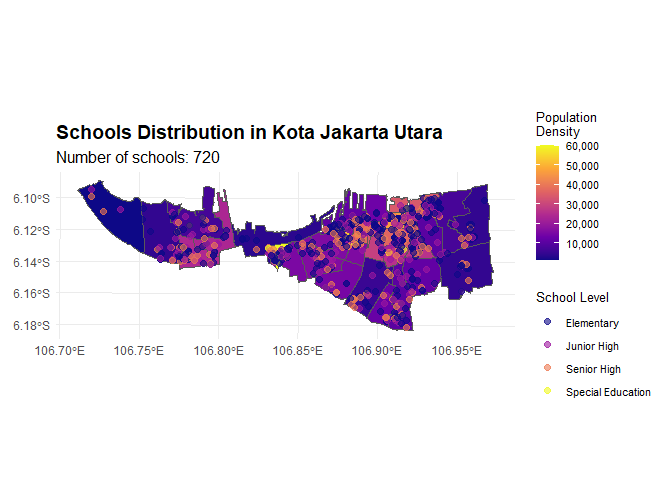 Schools Distribution in Kota Jakarta Utara
Number of schools: 720
6.10°S
6.12°S
6.14°S
6.16°S
6.18°S
106.70°E
106.75°E
106.80°E
106.85°E
106.90°E
106.95°E
Population
Density
60,000
50,000
40,000
30,000
20,000
10,000
School Level
Elementary
Junior High
Senior High
Special Education